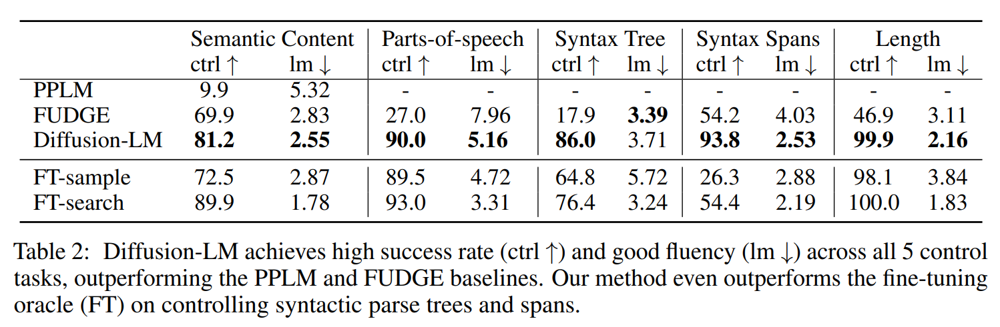 Semantic Content Parts-of-speech Syntax Tree Syntax Spans Length
ctrl ↑ lm ↓ ctrl ↑ lm ↓ ctrl ↑ lm ↓ ctrl ↑ lm ↓ ctrl ↑ lm ↓
PPLM 9.9 5.32 - - - - - - - -
FUDGE 69.9 2.83 27.0 7.96 17.9 3.39 54.2 4.03 46.9 3.11
Diffusion-LM 81.2 2.55 90.0 5.16 86.0 3.71 93.8 2.53 99.9 2.16
FT-sample 72.5 2.87 89.5 4.72 64.8 5.72 26.3 2.88 98.1 3.84
FT-search 89.9 1.78 93.0 3.31 76.4 3.24 54.4 2.19 100.0 1.83
Table 2: Diffusion-LM achieves high success rate (ctrl ↑) and good fluency (lm ↓) across all 5 control
tasks, outperforming the PPLM and FUDGE baselines. Our method even outperforms the fine-tuning
oracle (FT) on controlling syntactic parse trees and spans.